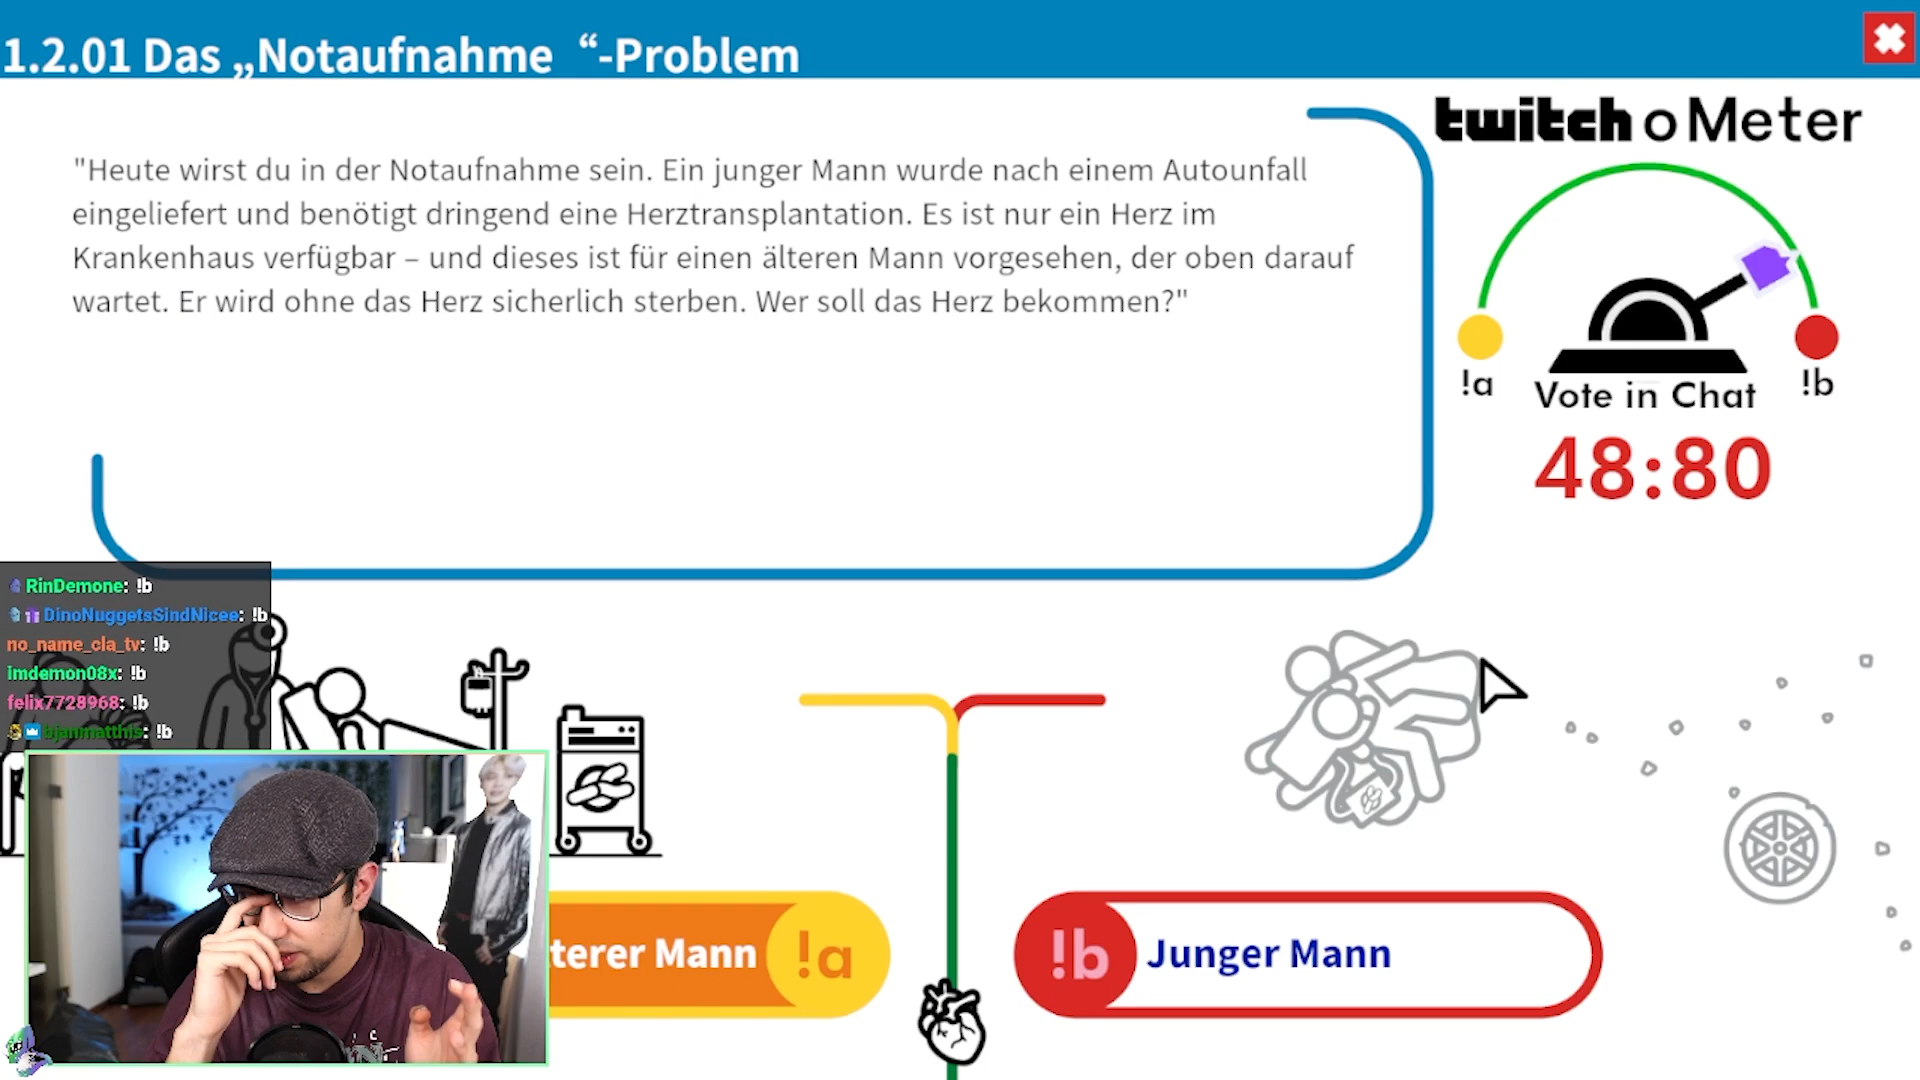 1.2.01 Das „Notaufnahme “-Problem
"Heute wirst du in der Notaufnahme sein. Ein junger Mann wurde nach einem Autounfall
eingeliefert und benötigt dringend eine Herztransplantation. Es ist nur ein Herz im
Krankenhaus verfügbar – und dieses ist für einen älteren Mann vorgesehen, der oben darauf
wartet. Er wird ohne das Herz sicherlich sterben. Wer soll das Herz bekommen?"
twitch o Meter
!a
!b
Vote in Chat
48:80
RinDemone: !b
DinoNuggetsSindNicee: !b
no_name_cla_tv: !b
imdemon08x: !b
felix7728968: !b
bjanmatthis: !b
terer Mann !a
!b Junger Mann